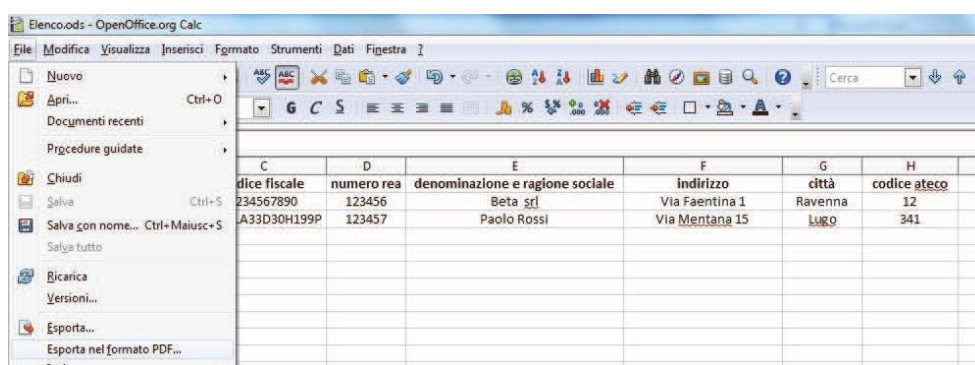 Elenco.ods - OpenOffice.org Calc
File Modifica Visualizza Inserisci Formato Strumenti Dati Finestra ?
Nuovo
Apri... Ctrl+O
Documenti recenti
Procedure guidate
Chiudi
Salva Ctrl+S
Salva con nome... Ctrl+Maiusc+S
Salva tutto
Ricarica
Versioni...
Esporta...
Esporta nel formato PDF...
ABC ABC Cerca
G C S
C D E F G H
dice fiscale numero rea denominazione e ragione sociale indirizzo città codice ateco
234567890 123456 Beta srl Via Faentina 1 Ravenna 12
A33D30H199P 123457 Paolo Rossi Via Mentana 15 Lugo 341